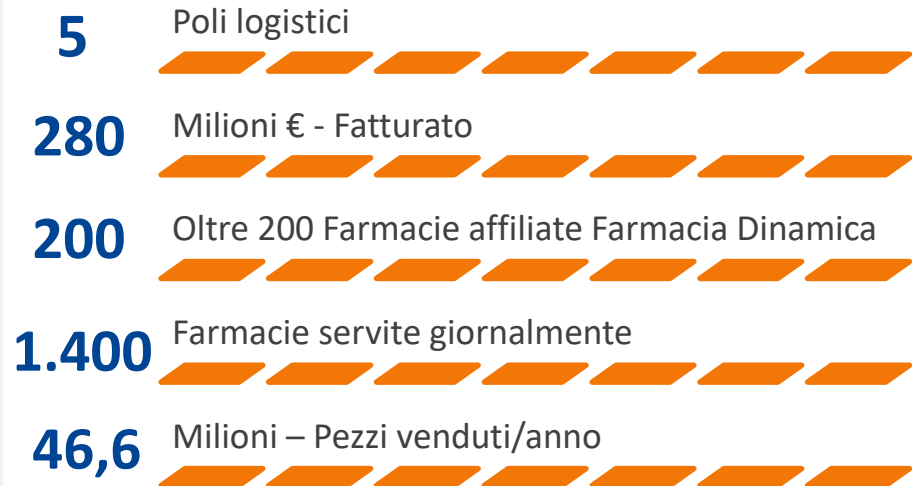 5
Poli logistici
280
Milioni € - Fatturato
200
Oltre 200 Farmacie affiliate Farmacia Dinamica
1.400
Farmacie servite giornalmente
46,6
Milioni – Pezzi venduti/anno